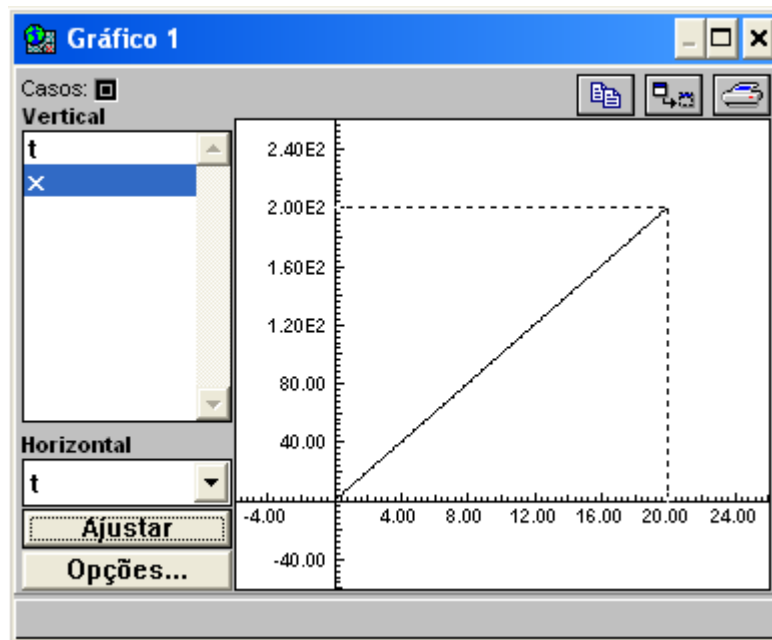 Gráfico 1
Casos:
Vertical
t
x
Horizontal
t
Ajustar
Opções...
2.40E2
2.00E2
1.60E2
1.20E2
80.00
40.00
-4.00 4.00 8.00 12.00 16.00 20.00 24.00
-40.00